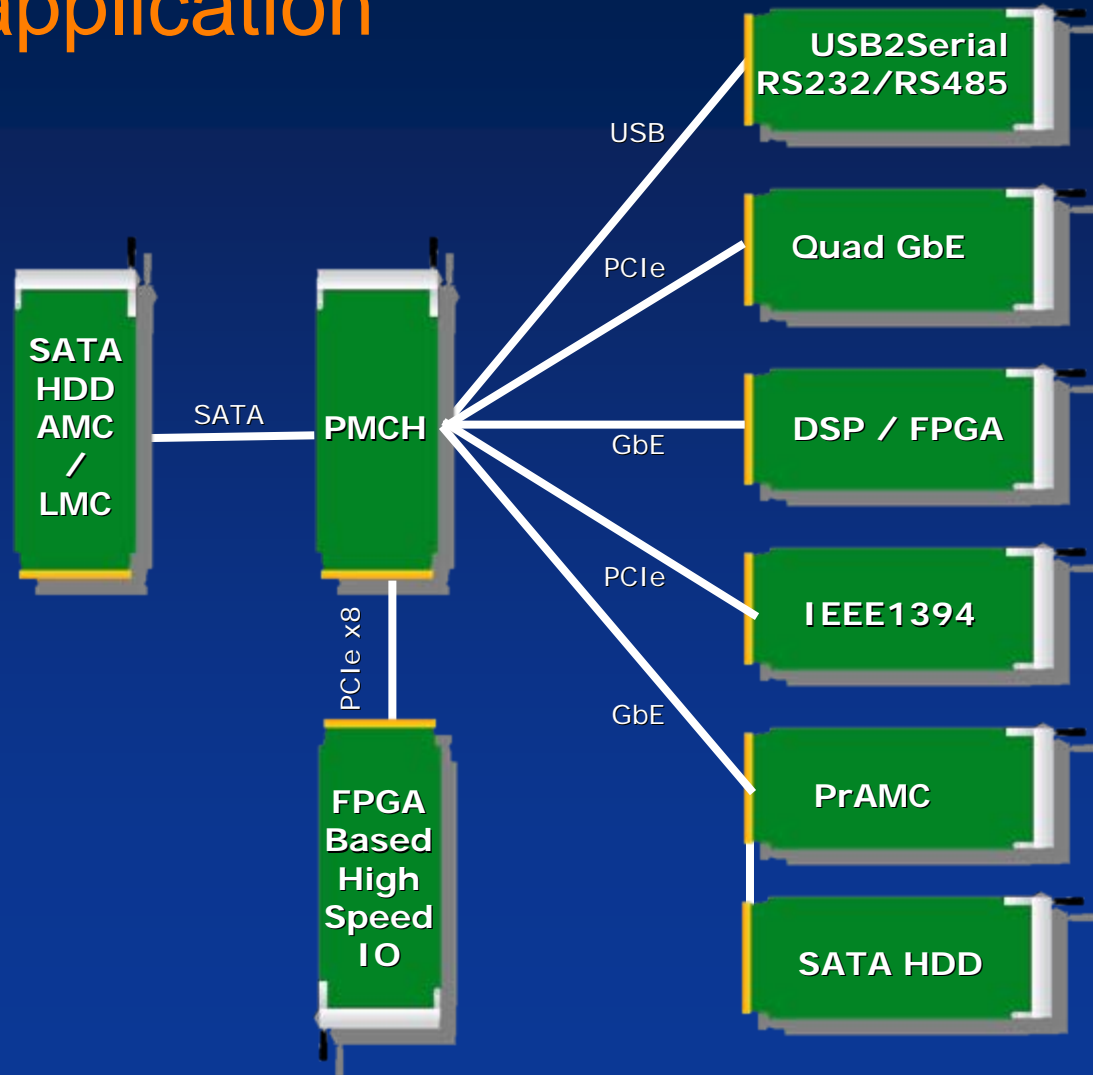 application
USB2Serial
RS232/RS485
USB
Quad GbE
PCIe
SATA
HDD
AMC
/
LMC
SATA
PMCH
GbE
DSP / FPGA
PCIe
IEEE1394
PCIe x8
GbE
FPGA
Based
High
Speed
IO
PrAMC
SATA HDD